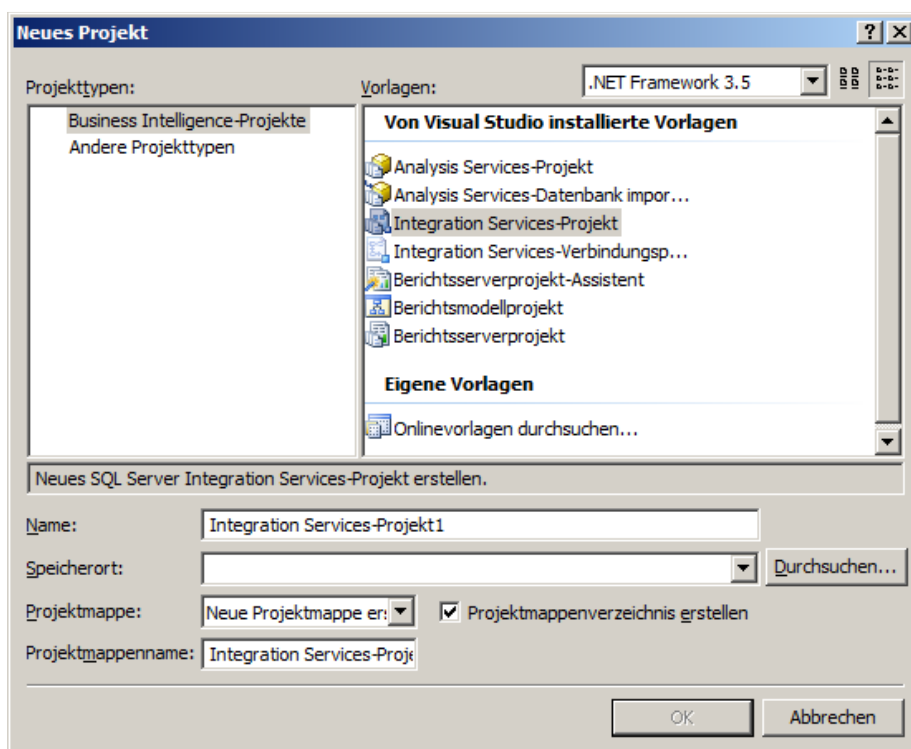 Neues Projekt
Projekttypen:
Vorlagen:
.NET Framework 3.5
Business Intelligence-Projekte
Andere Projekttypen
Von Visual Studio installierte Vorlagen
Analysis Services-Projekt
Analysis Services-Datenbank impor...
Integration Services-Projekt
Integration Services-Verbindungsp...
Berichtsserverprojekt-Assistent
Berichtsmodellprojekt
Berichtsserverprojekt
Eigene Vorlagen
Onlinevorlagen durchsuchen...
Neues SQL Server Integration Services-Projekt erstellen.
Name:
Integration Services-Projekt1
Speicherort:
Durchsuchen...
Projektmappe:
Neue Projektmappe ers
Projektmappenverzeichnis erstellen
Projektmappenname:
Integration Services-Proje
OK
Abbrechen